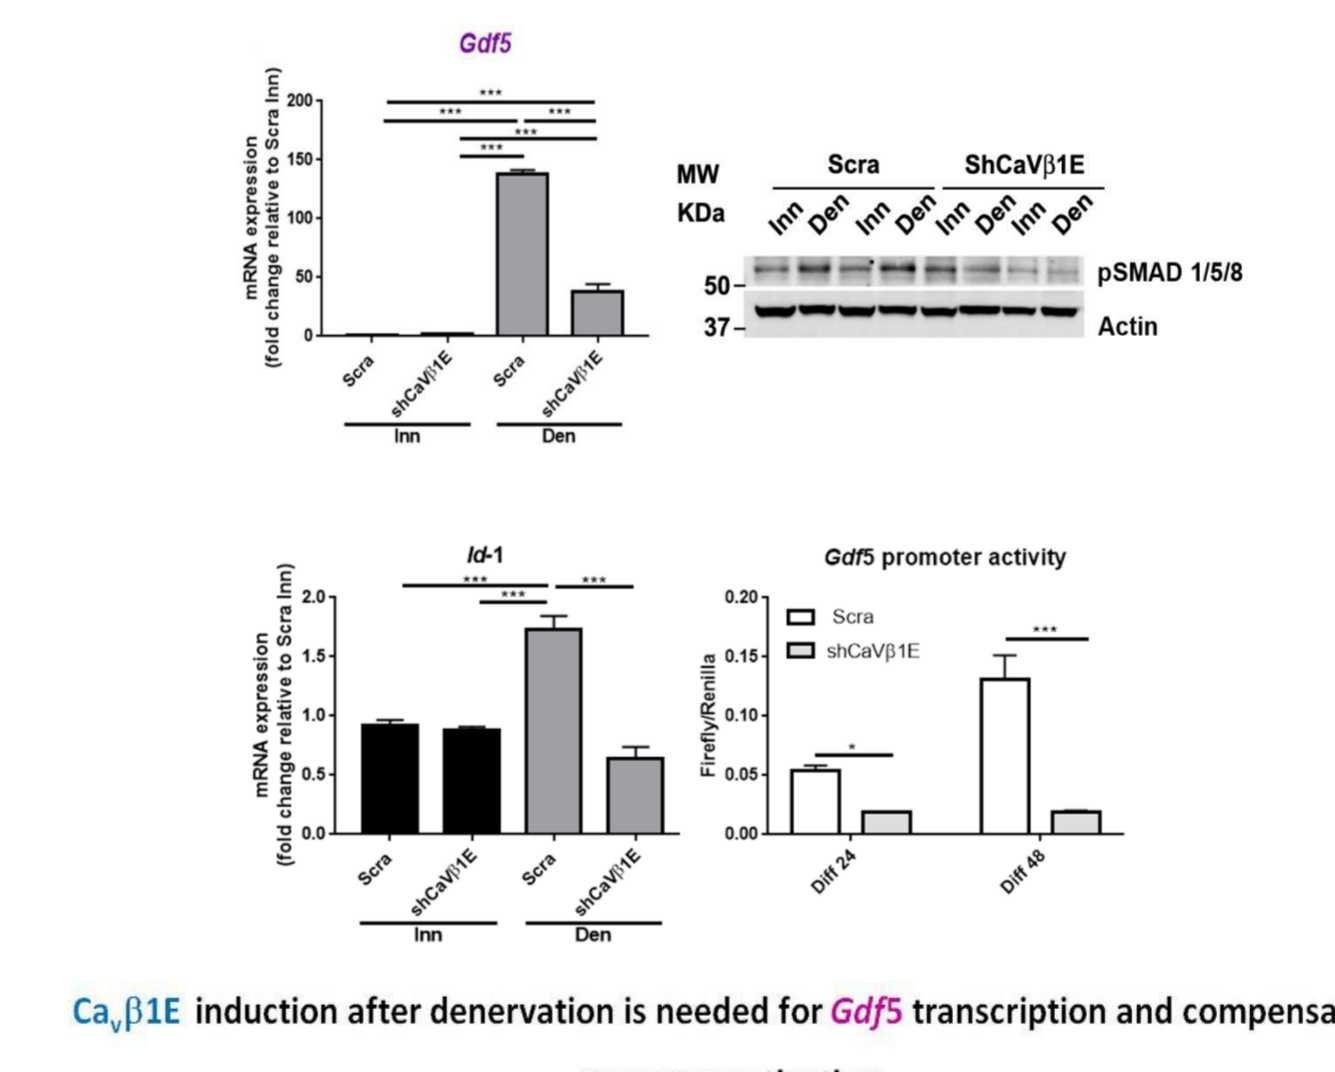 Gdf5
***
*** ***
***
***
mRNA expression
(fold change relative to Scra Inn)
200
150
100
50
0
Scra
shCaVβ1E
Scra
shCaVβ1E
Inn
Den
MW
KDa
Scra
ShCaVβ1E
Inn Den Inn Den Inn Den Inn Den
pSMAD 1/5/8
50
37
Actin
Id-1
*** ***
***
mRNA expression
(fold change relative to Scra Inn)
2.0
1.5
1.0
0.5
0.0
Scra
shCaVβ1E
Scra
shCaVβ1E
Inn
Den
Gdf5 promoter activity
Firefly/Renilla
0.20
0.15
0.10
0.05
0.00
Scra
shCaVβ1E
***
*
Diff 24
Diff 48
Cavβ1E induction after denervation is needed for Gdf5 transcription and compensa